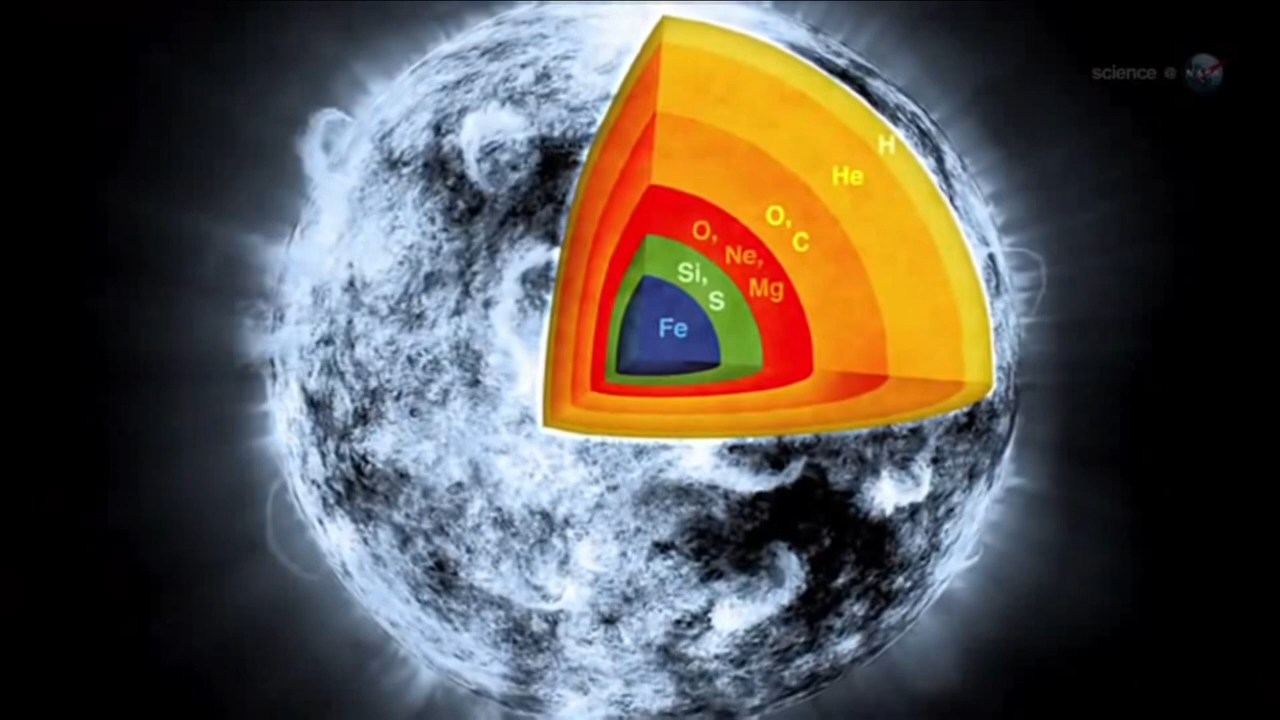 science @ NASA
H
He
O,
C
O,
Ne,
Mg
Si,
S
Fe